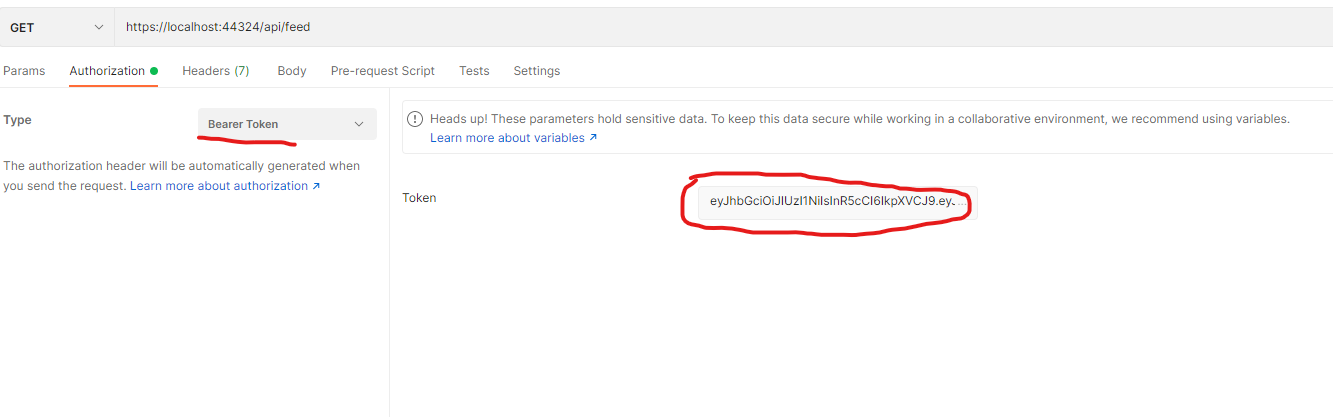 GET https://localhost:44324/api/feed
Params Authorization Headers (7) Body Pre-request Script Tests Settings
Type Bearer Token
The authorization header will be automatically generated when
you send the request. Learn more about authorization ↗
Heads up! These parameters hold sensitive data. To keep this data secure while working in a collaborative environment, we recommend using variables.
Learn more about variables ↗
Token eyJhbGciOiJIUzI1NiIsInR5cCI6IkpXVCJ9.eyJ...